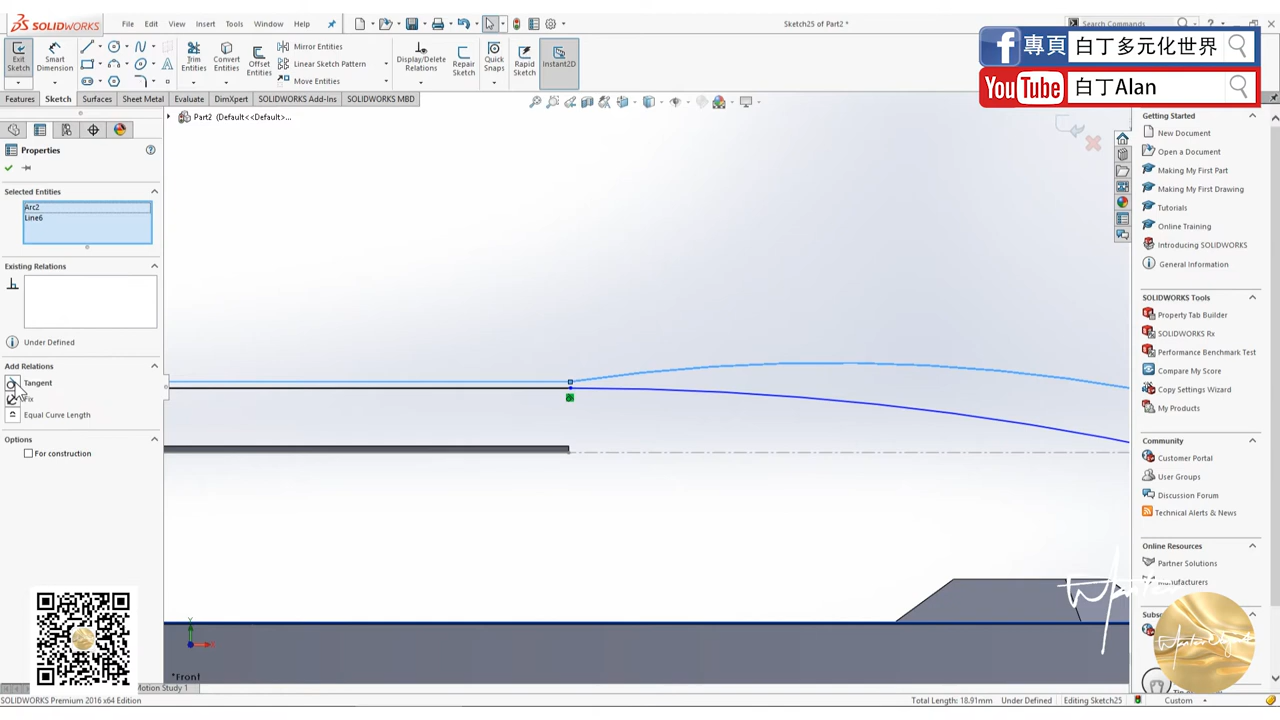 SOLIDWORKS
File
Edit
View
Insert
Tools
Window
Help
Sketch25 of Part2 *
Search Commands
專頁
白丁多元化世界
YouTube
白丁Alan
Exit Sketch
Smart Dimension
Trim Entities
Convert Entities
Offset Entities
Mirror Entities
Linear Sketch Pattern
Move Entities
Display/Delete Relations
Repair Sketch
Quick Snaps
Rapid Sketch
Instant2D
Features
Sketch
Surfaces
Sheet Metal
Evaluate
DimXpert
SOLIDWORKS Add-Ins
SOLIDWORKS MBD
Part2 (Default<<Default>...
Properties
Selected Entities
Arc2
Line6
Existing Relations
Under Defined
Add Relations
Tangent
Equal Curve Length
Options
For construction
Getting Started
New Document
Open a Document
Making My First Part
Making My First Drawing
Tutorials
Online Training
Introducing SOLIDWORKS
General Information
SOLIDWORKS Tools
Property Tab Builder
SOLIDWORKS Rx
Performance Benchmark Test
Compare My Score
Copy Settings Wizard
My Products
Community
Customer Portal
User Groups
Discussion Forum
Technical Alerts & News
Online Resources
Partner Solutions
Y
*Front
Motion Study 1
SOLIDWORKS Premium 2016 x64 Edition
Total Length: 18.91mm
Under Defined
Editing Sketch25
Custom